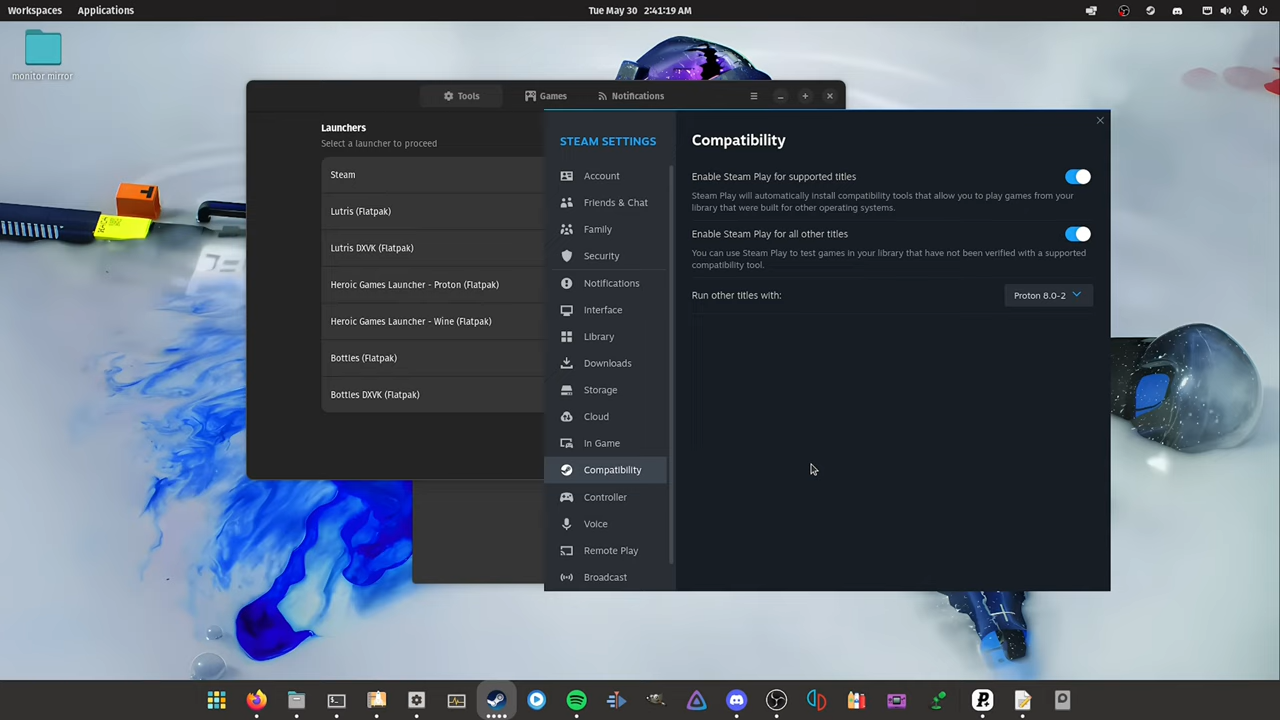 Workspaces
Applications
Tue May 30 2:41:19 AM
monitor mirror
Tools
Games
Notifications
Launchers
Select a launcher to proceed
Steam
Lutris (Flatpak)
Lutris DXVK (Flatpak)
Heroic Games Launcher - Proton (Flatpak)
Heroic Games Launcher - Wine (Flatpak)
Bottles (Flatpak)
Bottles DXVK (Flatpak)
STEAM SETTINGS
Account
Friends & Chat
Family
Security
Notifications
Interface
Library
Downloads
Storage
Cloud
In Game
Compatibility
Controller
Voice
Remote Play
Broadcast
Compatibility
Enable Steam Play for supported titles
Steam Play will automatically install compatibility tools that allow you to play games from your
library that were built for other operating systems.
Enable Steam Play for all other titles
You can use Steam Play to test games in your library that have not been verified with a supported
compatibility tool.
Run other titles with:
Proton 8.0-2